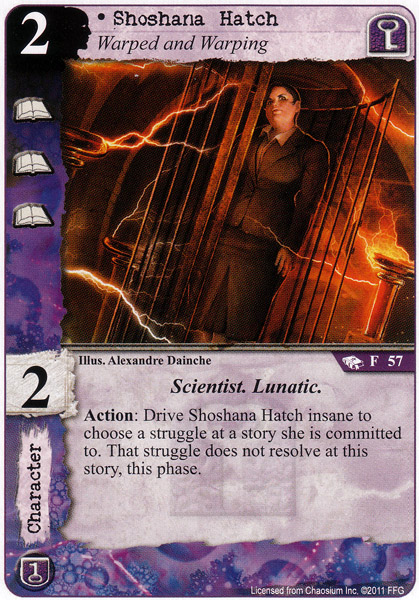 2
• Shoshana Hatch
Warped and Warping
Illus. Alexandre Dainche
F 57
2
Scientist. Lunatic.
Action: Drive Shoshana Hatch insane to
choose a struggle at a story she is committed
to. That struggle does not resolve at this
story, this phase.
Character
1
Licensed from Chaosium Inc. ©2011 FFG